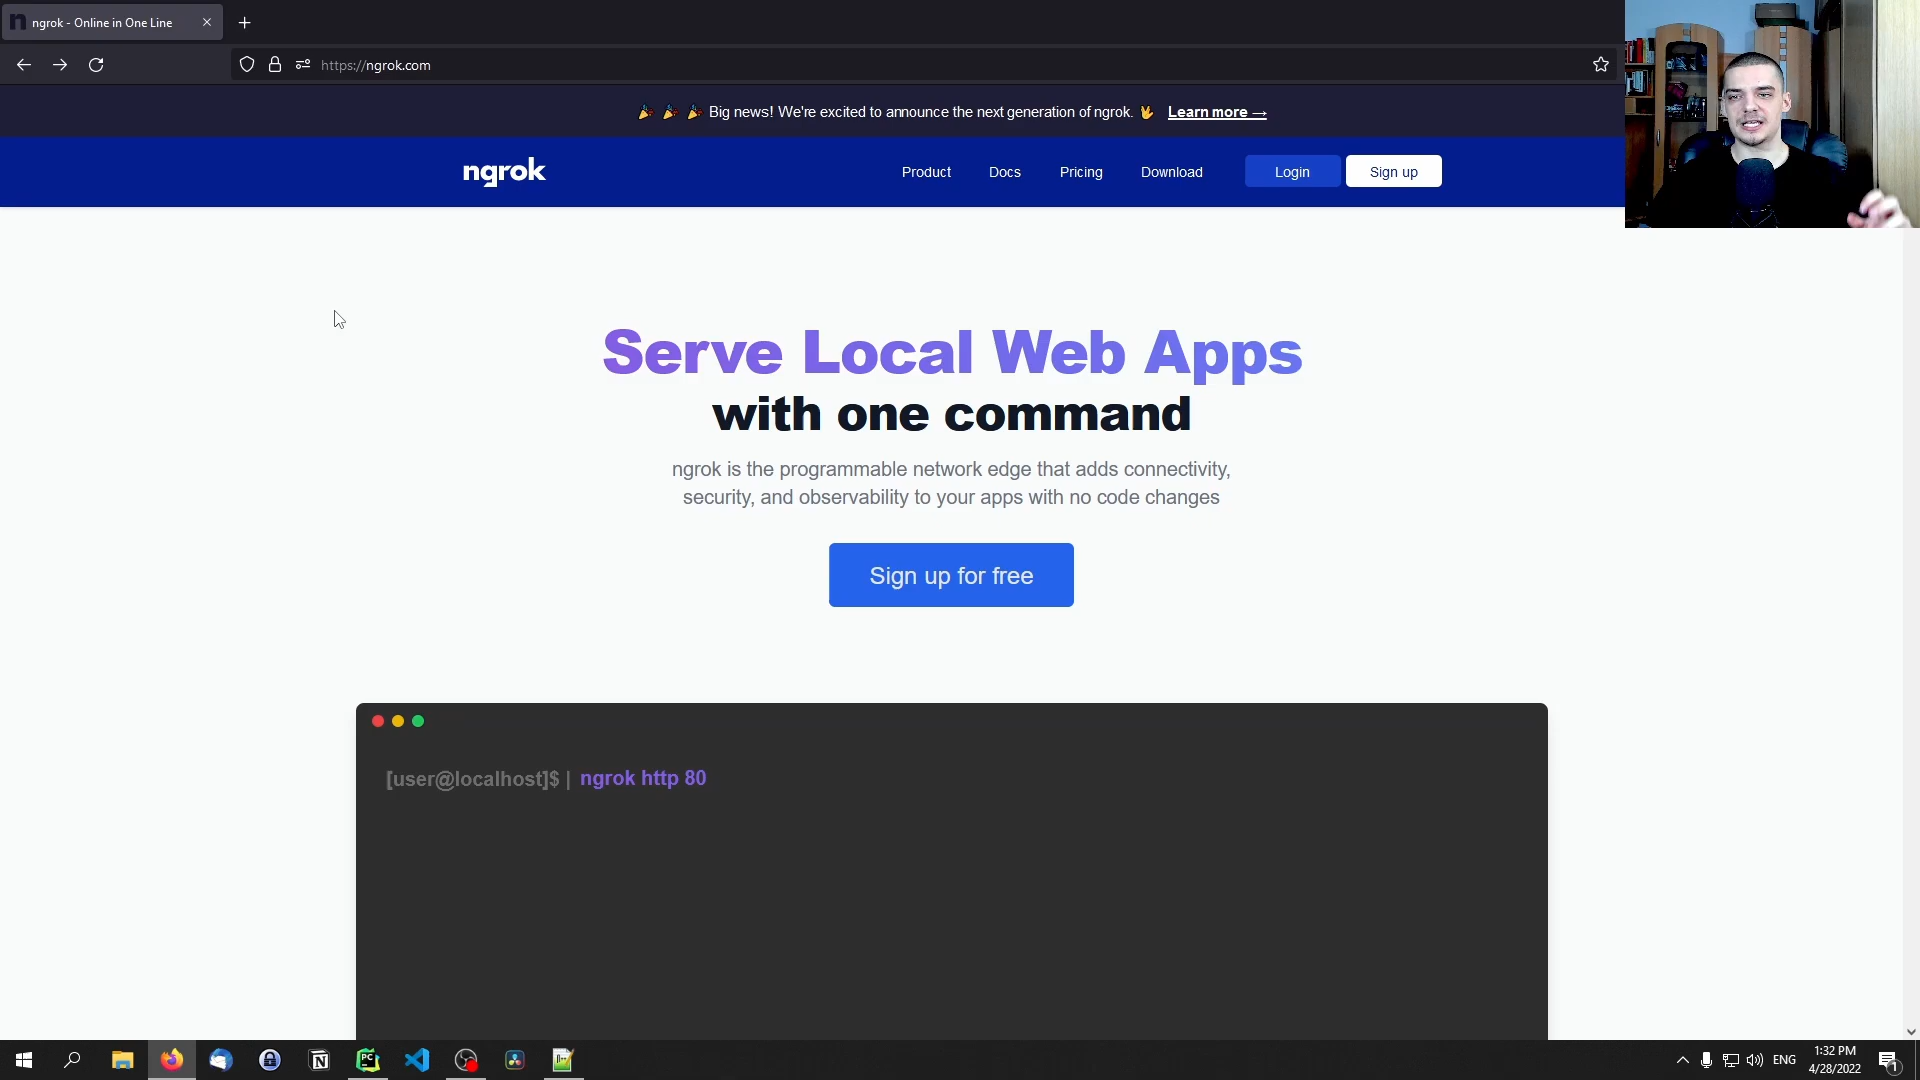 ngrok - Online in One Line
https://ngrok.com
Big news! We're excited to announce the next generation of ngrok. Learn more →
ngrok
Product
Docs
Pricing
Download
Login
Sign up
Serve Local Web Apps
with one command
ngrok is the programmable network edge that adds connectivity,
security, and observability to your apps with no code changes
Sign up for free
[user@localhost]$ | ngrok http 80
ENG
1:32 PM
4/28/2022
1